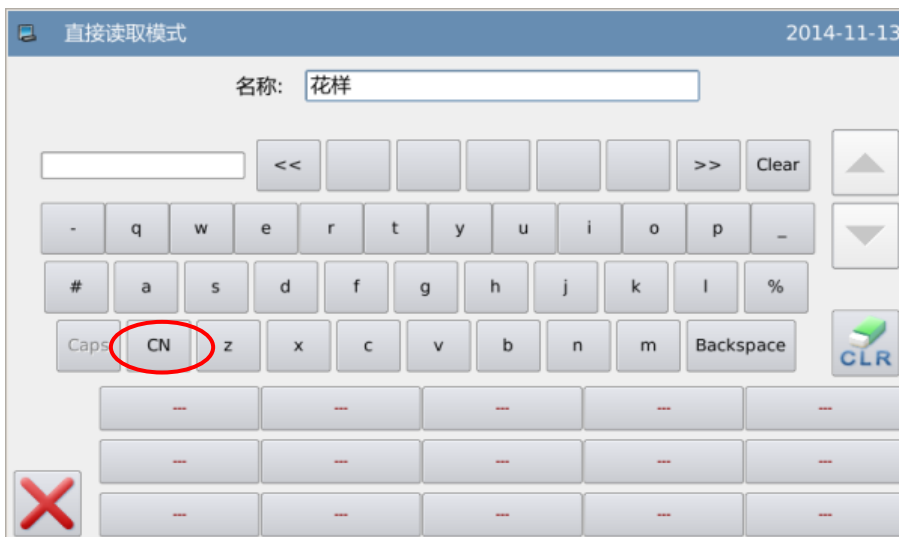 直接读取模式 2014-11-13
名称: 花样
<< >> Clear
- q w e r t y u i o p _
# a s d f g h j k l %
Caps CN z x c v b n m Backspace
CLR
--- --- --- --- ---
--- --- --- --- ---
--- --- --- --- ---